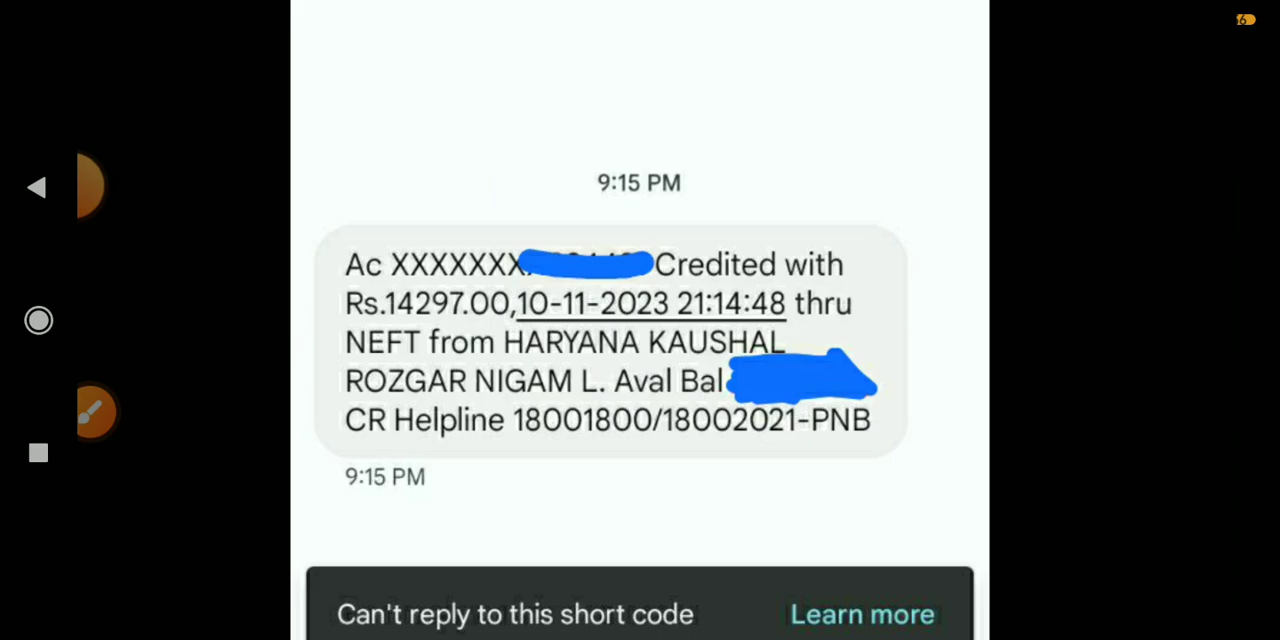 9:15 PM
Ac XXXXXXX Credited with
Rs.14297.00,10-11-2023 21:14:48 thru
NEFT from HARYANA KAUSHAL
ROZGAR NIGAM L. Aval Bal
CR Helpline 18001800/18002021-PNB
9:15 PM
Can't reply to this short code Learn more